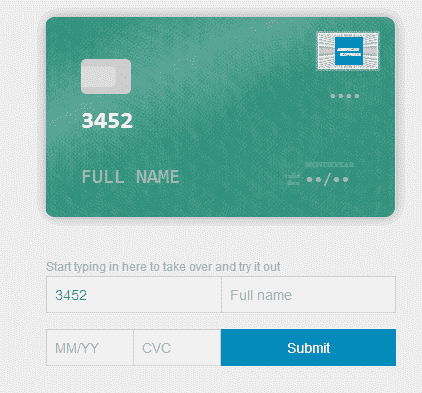 AMERICAN
EXPRESS
••••
3452
MONTH/YEAR
FULL NAME
valid
thru
••/••
Start typing in here to take over and try it out
3452
Full name
MM/YY
CVC
Submit